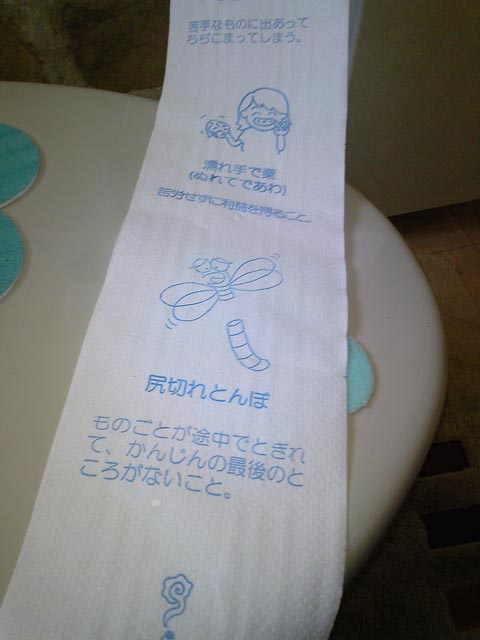 苦手なものに出あって
ちぢこまってしまう。
濡れ手で粟
(ぬれてであわ)
苦労せずに利益を得ること
尻切れとんぼ
ものごとが途中でときれ
て、かんじんの最後のと
ころがないこと。